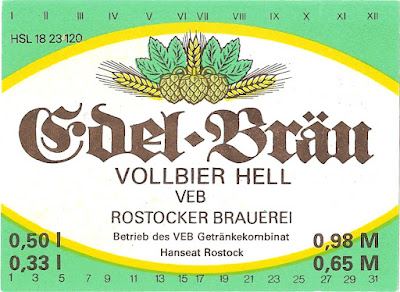 I II III IV V VI VII VIII IX X XI XII
HSL 18 23 120
Edel-Bräu
VOLLBIER HELL
VEB
ROSTOCKER BRAUEREI
Betrieb des VEB Getränkekombinat
Hanseat Rostock
0,50 l 0,98 M
0,33 l 0,65 M
1 3 5 7 9 11 13 15 17 19 21 23 25 27 29 31